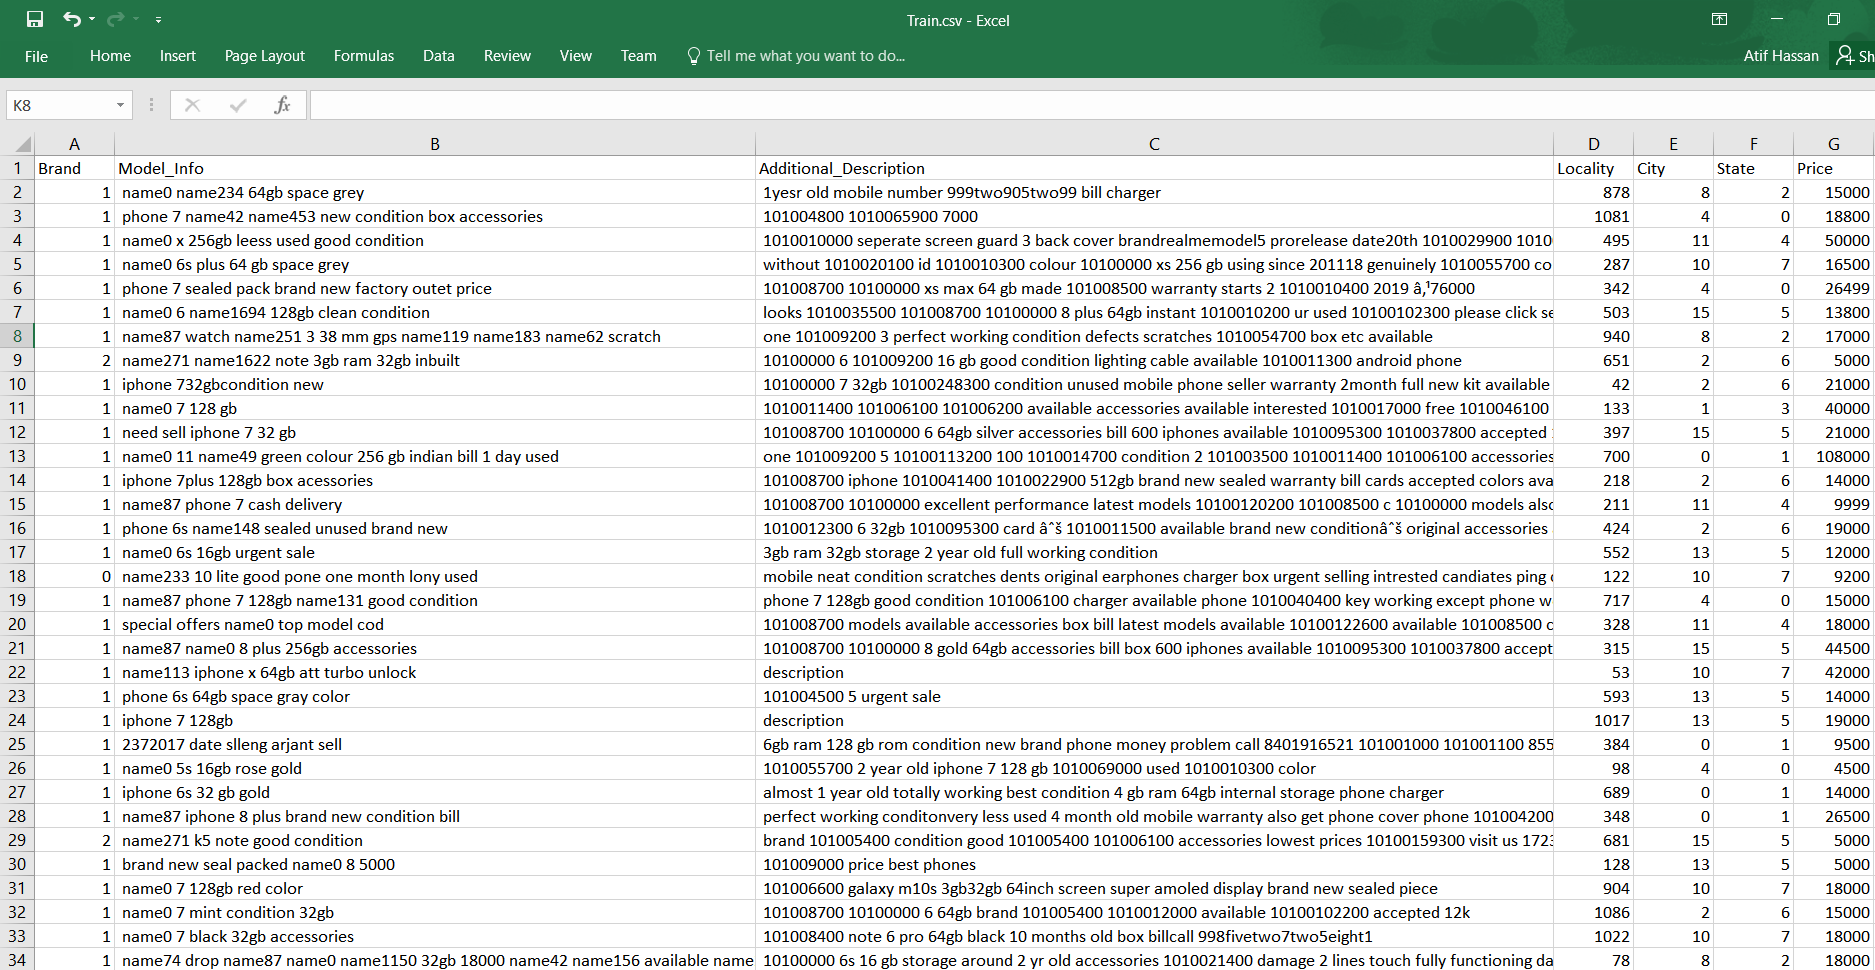 Train.csv - Excel
File Home Insert Page Layout Formulas Data Review View Team Tell me what you want to do... Atif Hassan Sh
K8 fx
A B C D E F G
1 Brand Model_Info Additional_Description Locality City State Price
2 1 name0 name234 64gb space grey 1yesr old mobile number 999two905two99 bill charger 878 8 2 15000
3 1 phone 7 name42 name453 new condition box accessories 101004800 1010065900 7000 1081 4 0 18800
4 1 name0 x 256gb leess used good condition 1010010000 seperate screen guard 3 back cover brandrealmemodel5 prorelease date20th 1010029900 1010 495 11 4 50000
5 1 name0 6s plus 64 gb space grey without 1010020100 id 1010010300 colour 10100000 xs 256 gb using since 201118 genuinely 1010055700 co 287 10 7 16500
6 1 phone 7 sealed pack brand new factory outet price 101008700 10100000 xs max 64 gb made 101008500 warranty starts 2 1010010400 2019 â‚¹76000 342 4 0 26499
7 1 name0 6 name1694 128gb clean condition looks 1010035500 101008700 10100000 8 plus 64gb instant 1010010200 ur used 10100102300 please click se 503 15 5 13800
8 1 name87 watch name251 3 38 mm gps name119 name183 name62 scratch one 101009200 3 perfect working condition defects scratches 1010054700 box etc available 940 8 2 17000
9 2 name271 name1622 note 3gb ram 32gb inbuilt 10100000 6 101009200 16 gb good condition lighting cable available 1010011300 android phone 651 2 6 5000
10 1 iphone 732gbcondition new 10100000 7 32gb 10100248300 condition unused mobile phone seller warranty 2month full new kit available 42 2 6 21000
11 1 name0 7 128 gb 1010011400 101006100 101006200 available accessories available interested 1010017000 free 1010046100 133 1 3 40000
12 1 need sell iphone 7 32 gb 101008700 10100000 6 64gb silver accessories bill 600 iphones available 1010095300 1010037800 accepted 397 15 5 21000
13 1 name0 11 name49 green colour 256 gb indian bill 1 day used one 101009200 5 10100113200 100 1010014700 condition 2 101003500 1010011400 101006100 accessories 700 0 1 108000
14 1 iphone 7plus 128gb box acessories 101008700 iphone 1010041400 1010022900 512gb brand new sealed warranty bill cards accepted colors ava 218 2 6 14000
15 1 name87 phone 7 cash delivery 101008700 10100000 excellent performance latest models 10100120200 101008500 c 10100000 models also 211 11 4 9999
16 1 phone 6s name148 sealed unused brand new 1010012300 6 32gb 1010095300 card âˆš 1010011500 available brand new conditionâˆš original accessories 424 2 6 19000
17 1 name0 6s 16gb urgent sale 3gb ram 32gb storage 2 year old full working condition 552 13 5 12000
18 0 name233 10 lite good pone one month lony used mobile neat condition scratches dents original earphones charger box urgent selling intrested candiates ping 122 10 7 9200
19 1 name87 phone 7 128gb name131 good condition phone 7 128gb good condition 101006100 charger available phone 1010040400 key working except phone w 717 4 0 15000
20 1 special offers name0 top model cod 101008700 models available accessories box bill latest models available 10100122600 available 101008500 c 328 11 4 18000
21 1 name87 name0 8 plus 256gb accessories 101008700 10100000 8 gold 64gb accessories bill box 600 iphones available 1010095300 1010037800 accept 315 15 5 44500
22 1 name113 iphone x 64gb att turbo unlock description 53 10 7 42000
23 1 phone 6s 64gb space gray color 101004500 5 urgent sale 593 13 5 14000
24 1 iphone 7 128gb description 1017 13 5 19000
25 1 2372017 date slleng arjant sell 6gb ram 128 gb rom condition new brand phone money problem call 8401916521 101001000 101001100 855 384 0 1 9500
26 1 name0 5s 16gb rose gold 1010055700 2 year old iphone 7 128 gb 1010069000 used 1010010300 color 98 4 0 4500
27 1 iphone 6s 32 gb gold almost 1 year old totally working best condition 4 gb ram 64gb internal storage phone charger 689 0 1 14000
28 1 name87 iphone 8 plus brand new condition bill perfect working conditonvery less used 4 month old mobile warranty also get phone cover phone 101004200 348 0 1 26500
29 2 name271 k5 note good condition brand 101005400 condition good 101005400 101006100 accessories lowest prices 10100159300 visit us 1723 681 15 5 5000
30 1 brand new seal packed name0 8 5000 101009000 price best phones 128 13 5 5000
31 1 name0 7 128gb red color 101006600 galaxy m10s 3gb32gb 64inch screen super amoled display brand new sealed piece 904 10 7 18000
32 1 name0 7 mint condition 32gb 101008700 10100000 6 64gb brand 101005400 1010012000 available 10100102200 accepted 12k 1086 2 6 15000
33 1 name0 7 black 32gb accessories 101008400 note 6 pro 64gb black 10 months old box billcall 998fivetwo7two5eight1 1022 10 7 18000
34 1 name74 drop name87 name0 name1150 32gb 18000 name42 name156 available name 10100000 6s 16 gb storage around 2 yr old accessories 1010021400 damage 2 lines touch fully functioning da 78 8 2 18000